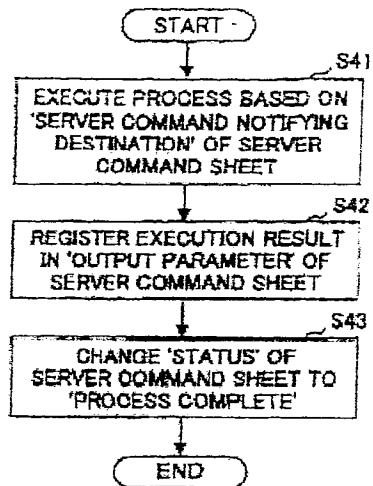 START
S41
EXECUTE PROCESS BASED ON
'SERVER COMMAND NOTIFYING
DESTINATION' OF SERVER
COMMAND SHEET
S42
REGISTER EXECUTION RESULT
IN 'OUTPUT PARAMETER' OF
SERVER COMMAND SHEET
S43
CHANGE 'STATUS' OF
SERVER COMMAND SHEET TO
'PROCESS COMPLETE'
END